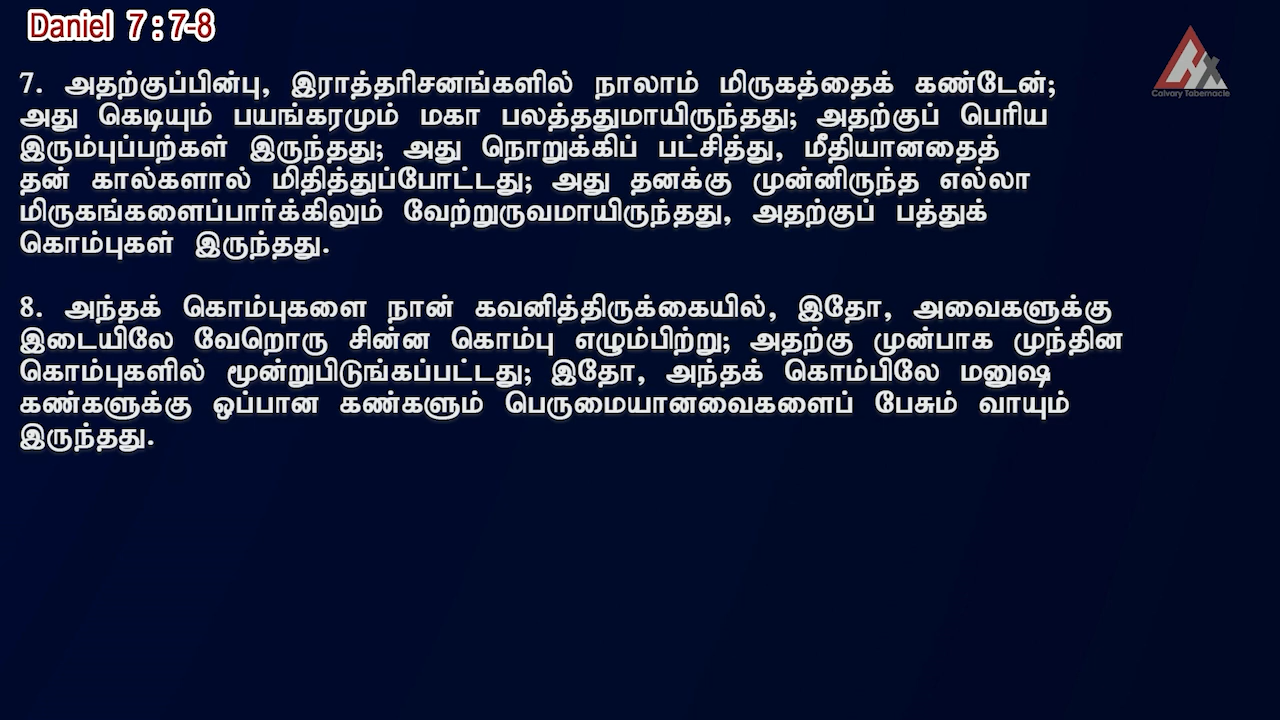 Daniel 7 : 7-8
Calvary Tabernacle
7. அதற்குப்பின்பு, இராத்தரிசனங்களில் நாலாம் மிருகத்தைக் கண்டேன்;
அது கெடியும் பயங்கரமும் மகா பலத்ததுமாயிருந்தது; அதற்குப் பெரிய
இரும்புப்பற்கள் இருந்தது; அது நொறுக்கிப் பட்சித்து, மீதியானதைத்
தன் கால்களால் மிதித்துப்போட்டது; அது தனக்கு முன்னிருந்த எல்லா
மிருகங்களைப்பார்க்கிலும் வேற்றுருவமாயிருந்தது, அதற்குப் பத்துக்
கொம்புகள் இருந்தது.
8. அந்தக் கொம்புகளை நான் கவனித்திருக்கையில், இதோ, அவைகளுக்கு
இடையிலே வேறொரு சின்ன கொம்பு எழும்பிற்று; அதற்கு முன்பாக முந்தின
கொம்புகளில் மூன்றுபிடுங்கப்பட்டது; இதோ, அந்தக் கொம்பிலே மனுஷ
கண்களுக்கு ஒப்பான கண்களும் பெருமையானவைகளைப் பேசும் வாயும்
இருந்தது.